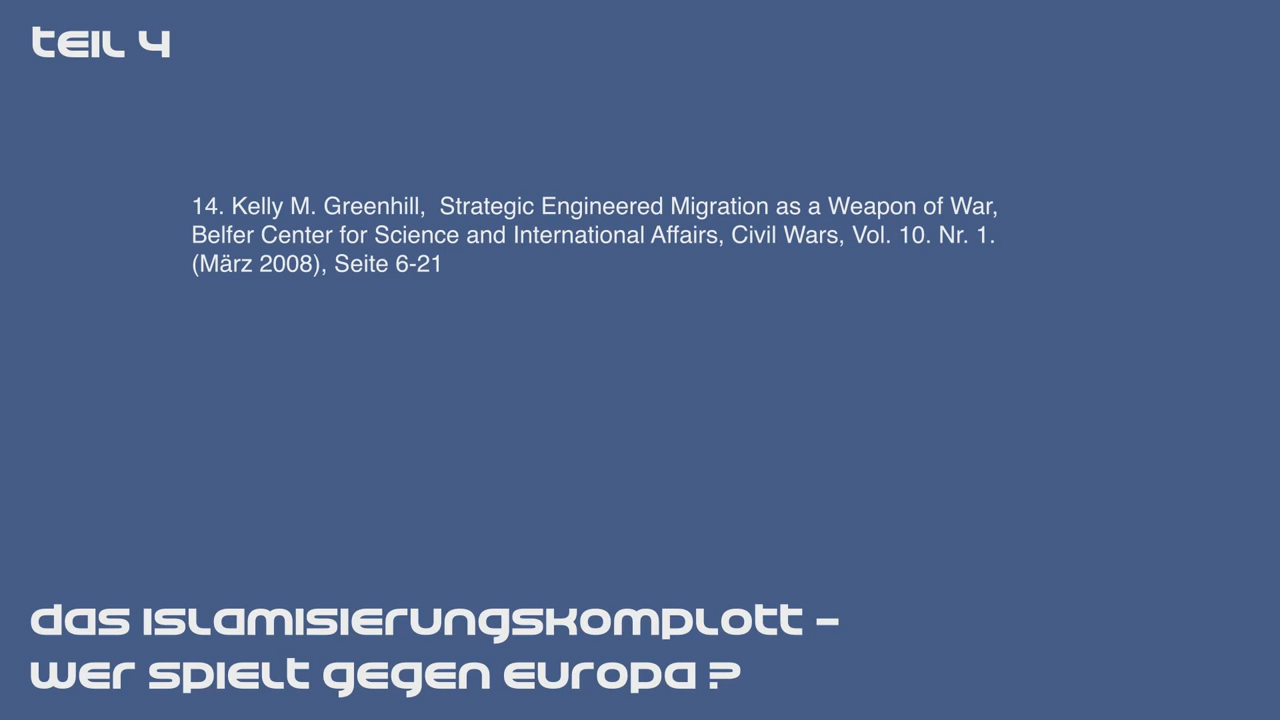 Teil 4
14. Kelly M. Greenhill,  Strategic Engineered Migration as a Weapon of War,
Belfer Center for Science and International Affairs, Civil Wars, Vol. 10. Nr. 1.
(März 2008), Seite 6-21
das Islamisierungskomplott –
wer spielt gegen Europa ?